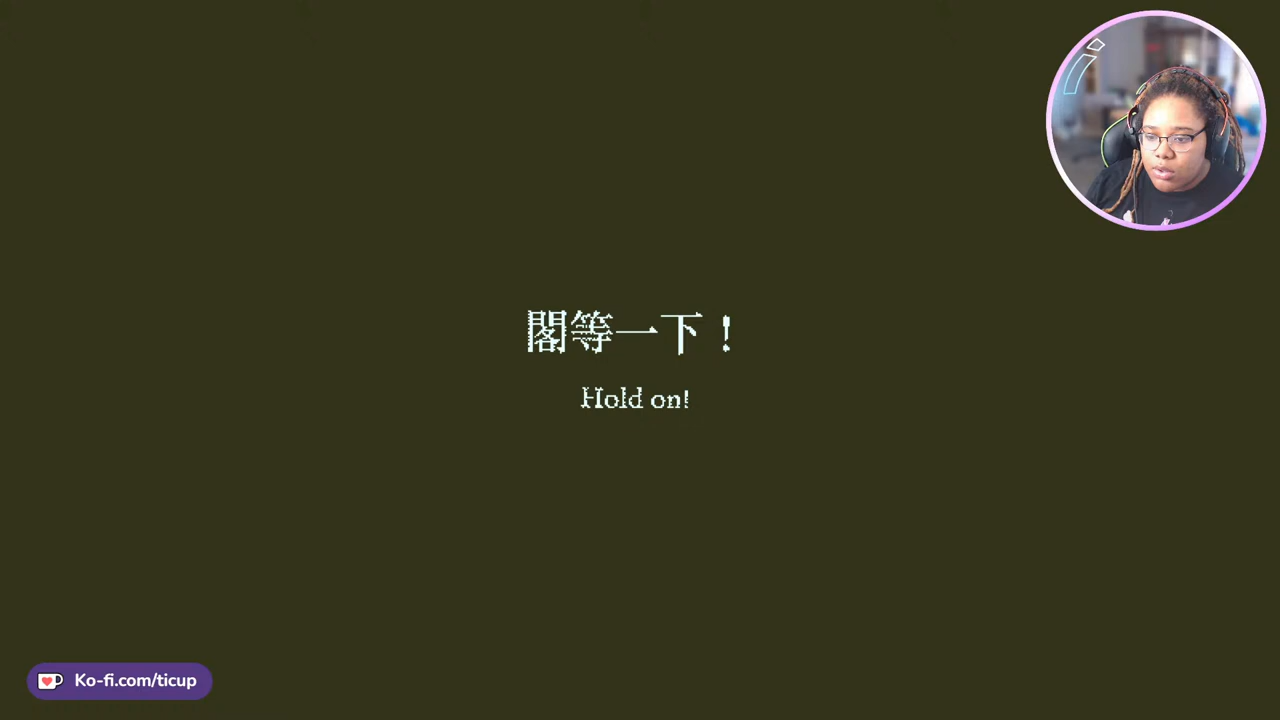 閣等一下！
Hold on!
Ko-fi.com/ticup